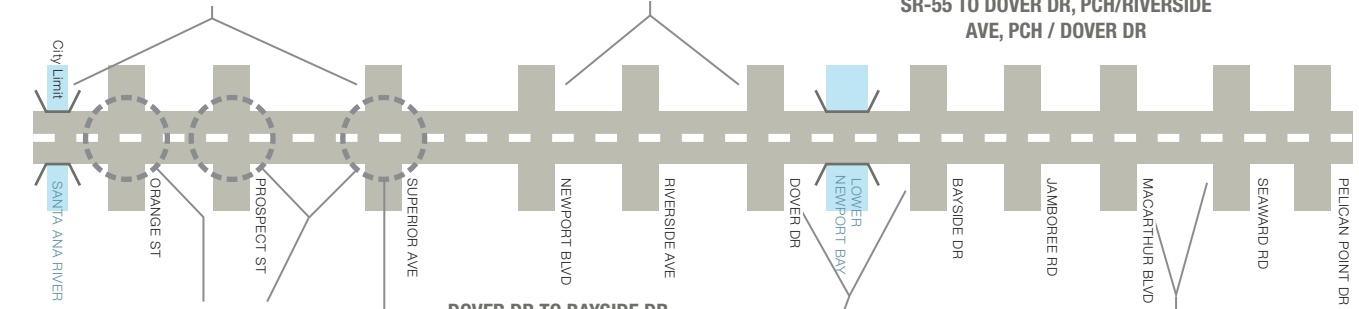 SR-55 TO DOVER DR, PCH/RIVERSIDE
AVE, PCH / DOVER DR
City Limit
SANTA ANA RIVER
ORANGE ST
PROSPECT ST
SUPERIOR AVE
NEWPORT BLVD
RIVERSIDE AVE
DOVER DR
LOWER
NEWPORT BAY
BAYSIDE DR
JAMBOREE RD
MACARTHUR BLVD
SEAWARD RD
PELICAN POINT DR
DOVER DR TO BAYSIDE DR